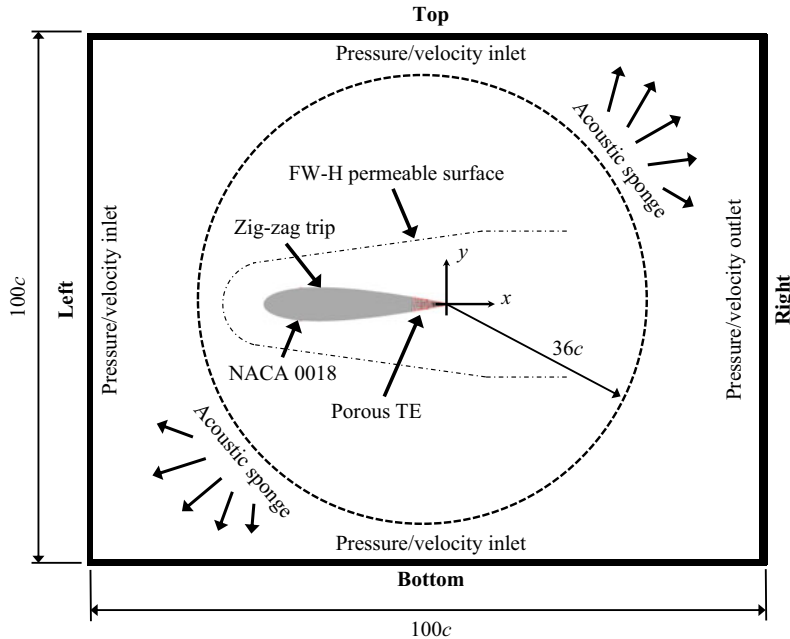 Top
Pressure/velocity inlet
Acoustic sponge
FW-H permeable surface
Zig-zag trip
y
x
100c
Left
Pressure/velocity inlet
Pressure/velocity outlet
Right
36c
NACA 0018
Porous TE
Acoustic sponge
Pressure/velocity inlet
Bottom
100c